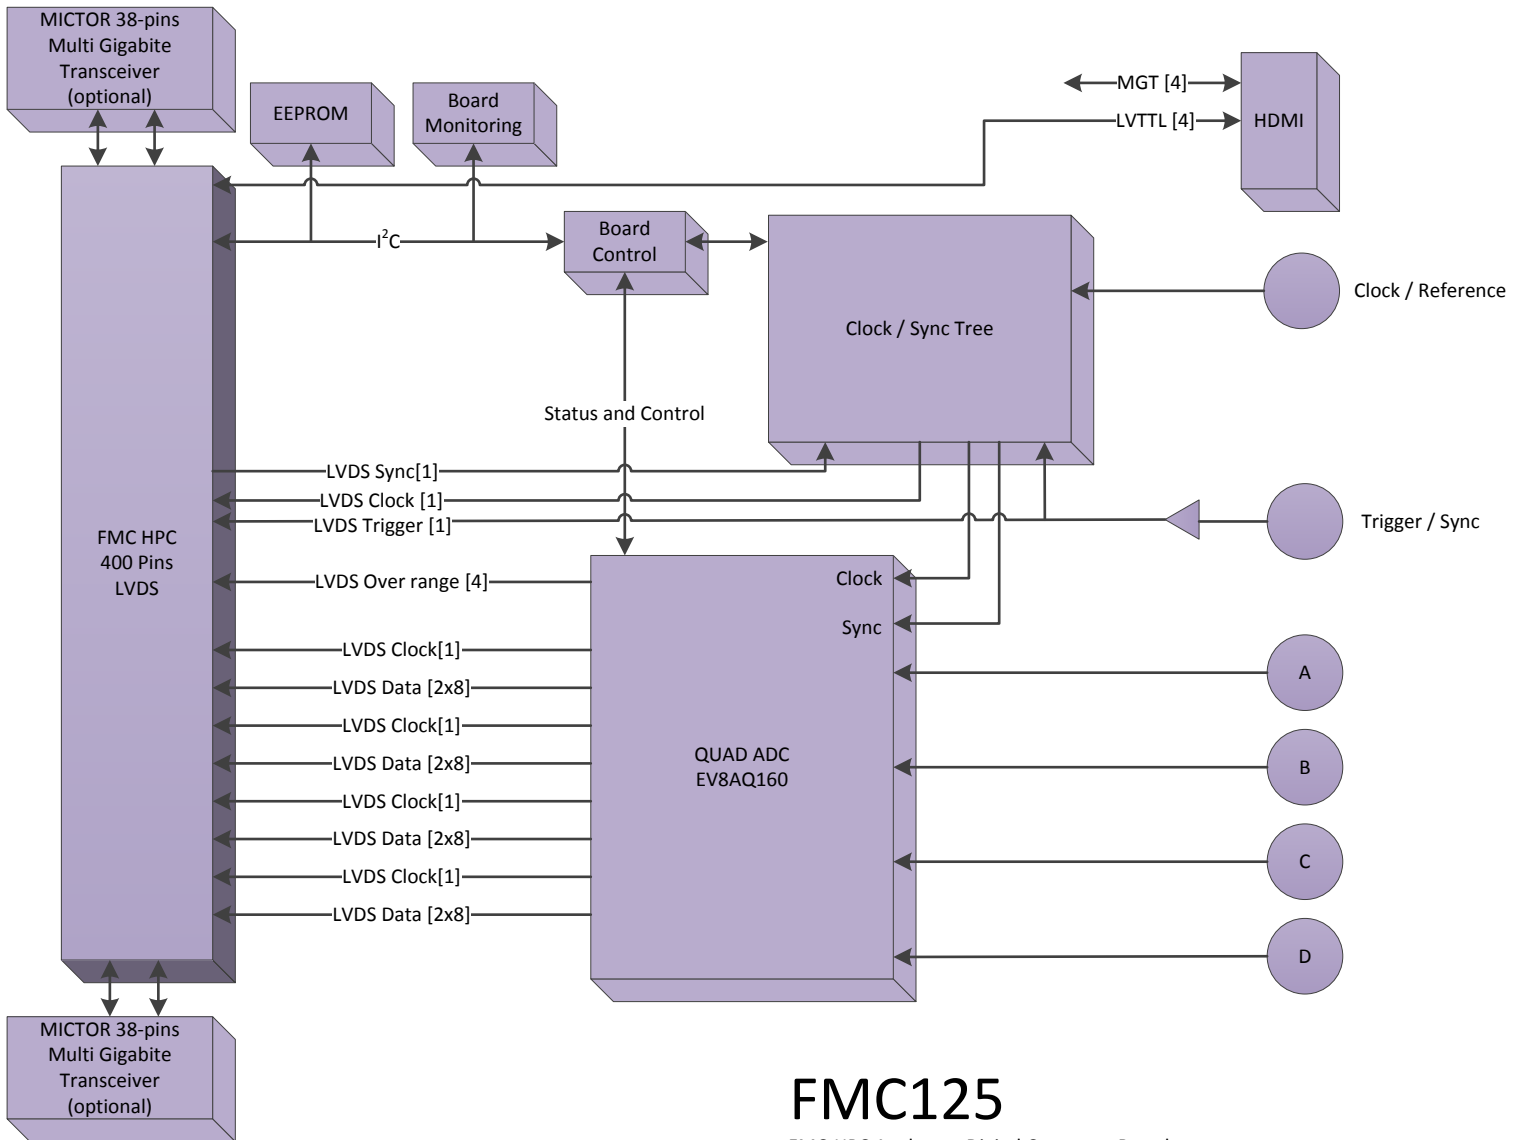 MICTOR 38-pins
Multi Gigabite
Transceiver
(optional)
EEPROM
Board
Monitoring
MGT [4]
LVTTL [4]
HDMI
I²C
Board
Control
Clock / Sync Tree
Clock / Reference
Status and Control
LVDS Sync[1]
LVDS Clock [1]
LVDS Trigger [1]
Trigger / Sync
FMC HPC
400 Pins
LVDS
LVDS Over range [4]
Clock
Sync
LVDS Clock[1]
LVDS Data [2x8]
LVDS Clock[1]
LVDS Data [2x8]
LVDS Clock[1]
LVDS Data [2x8]
LVDS Clock[1]
LVDS Data [2x8]
QUAD ADC
EV8AQ160
A
B
C
D
MICTOR 38-pins
Multi Gigabite
Transceiver
(optional)
FMC125